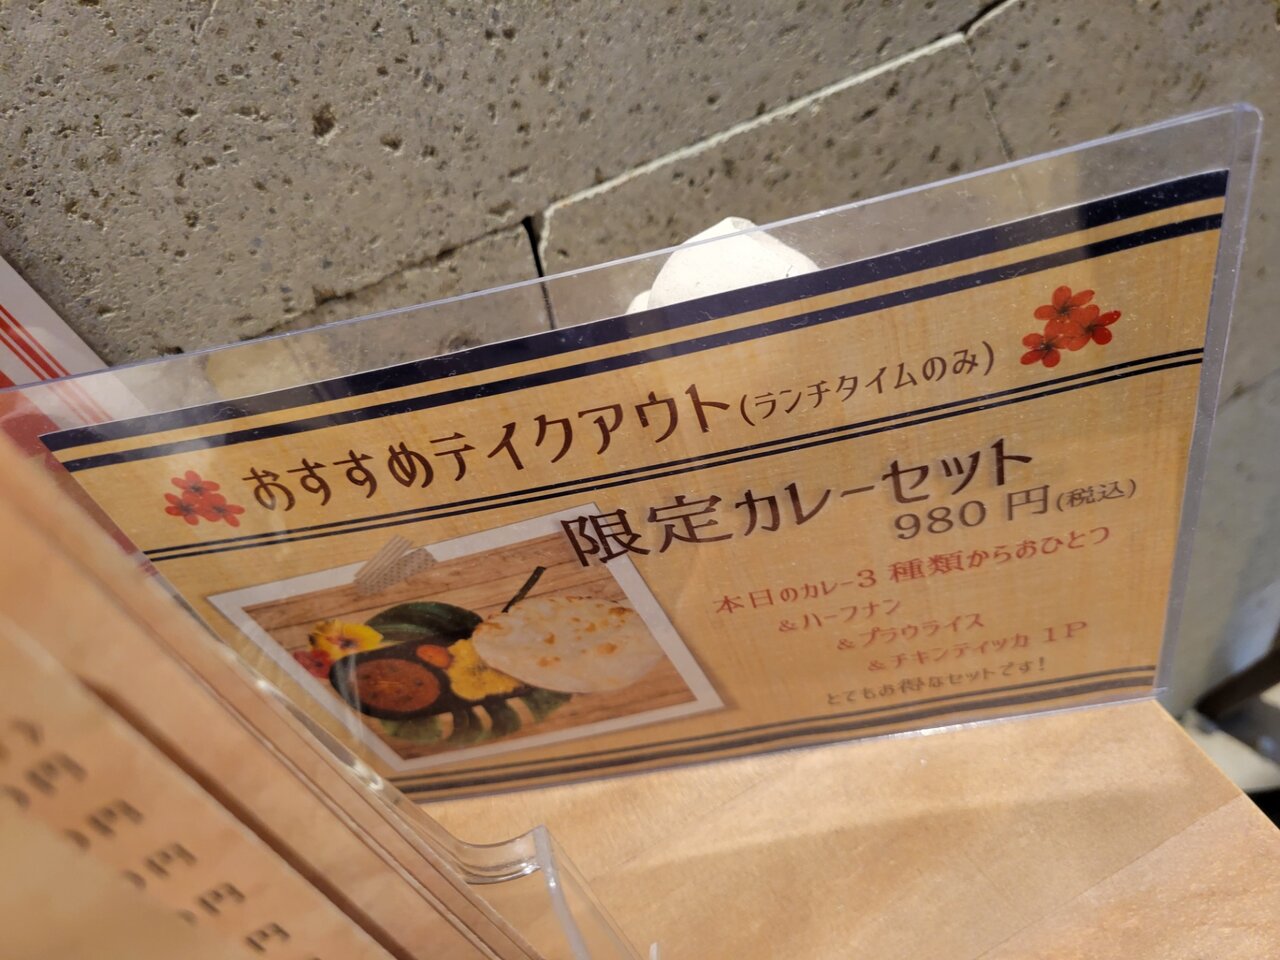 おすすめテイクアウト(ランチタイムのみ)
限定カレーセット
980 円(税込)
本日のカレー3 種類からおひとつ
&ハーフナン
&プラウライス
&チキンティッカ 1P
とてもお得なセットです!